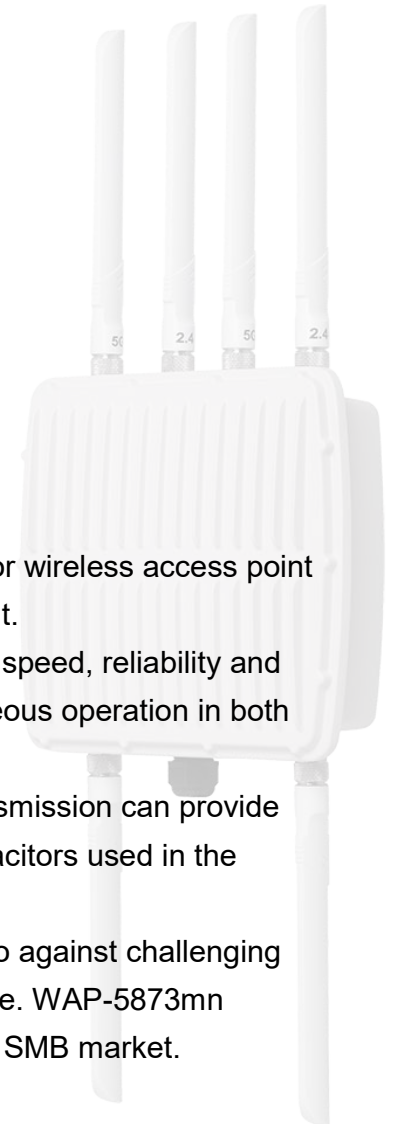 5G
2.4
5G
2.4
or wireless access point
t.
speed, reliability and
eous operation in both
smission can provide
acitors used in the
o against challenging
e. WAP-5873mn
SMB market.